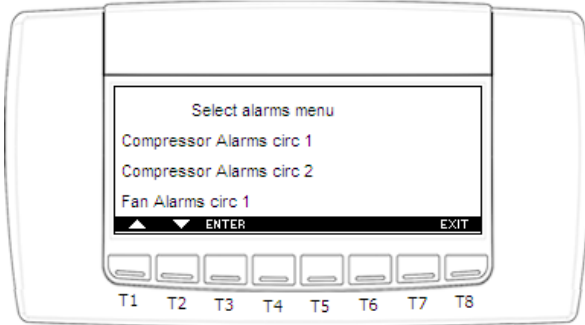 Select alarms menu
Compressor Alarms circ 1
Compressor Alarms circ 2
Fan Alarms circ 1
ENTER EXIT
T1 T2 T3 T4 T5 T6 T7 T8